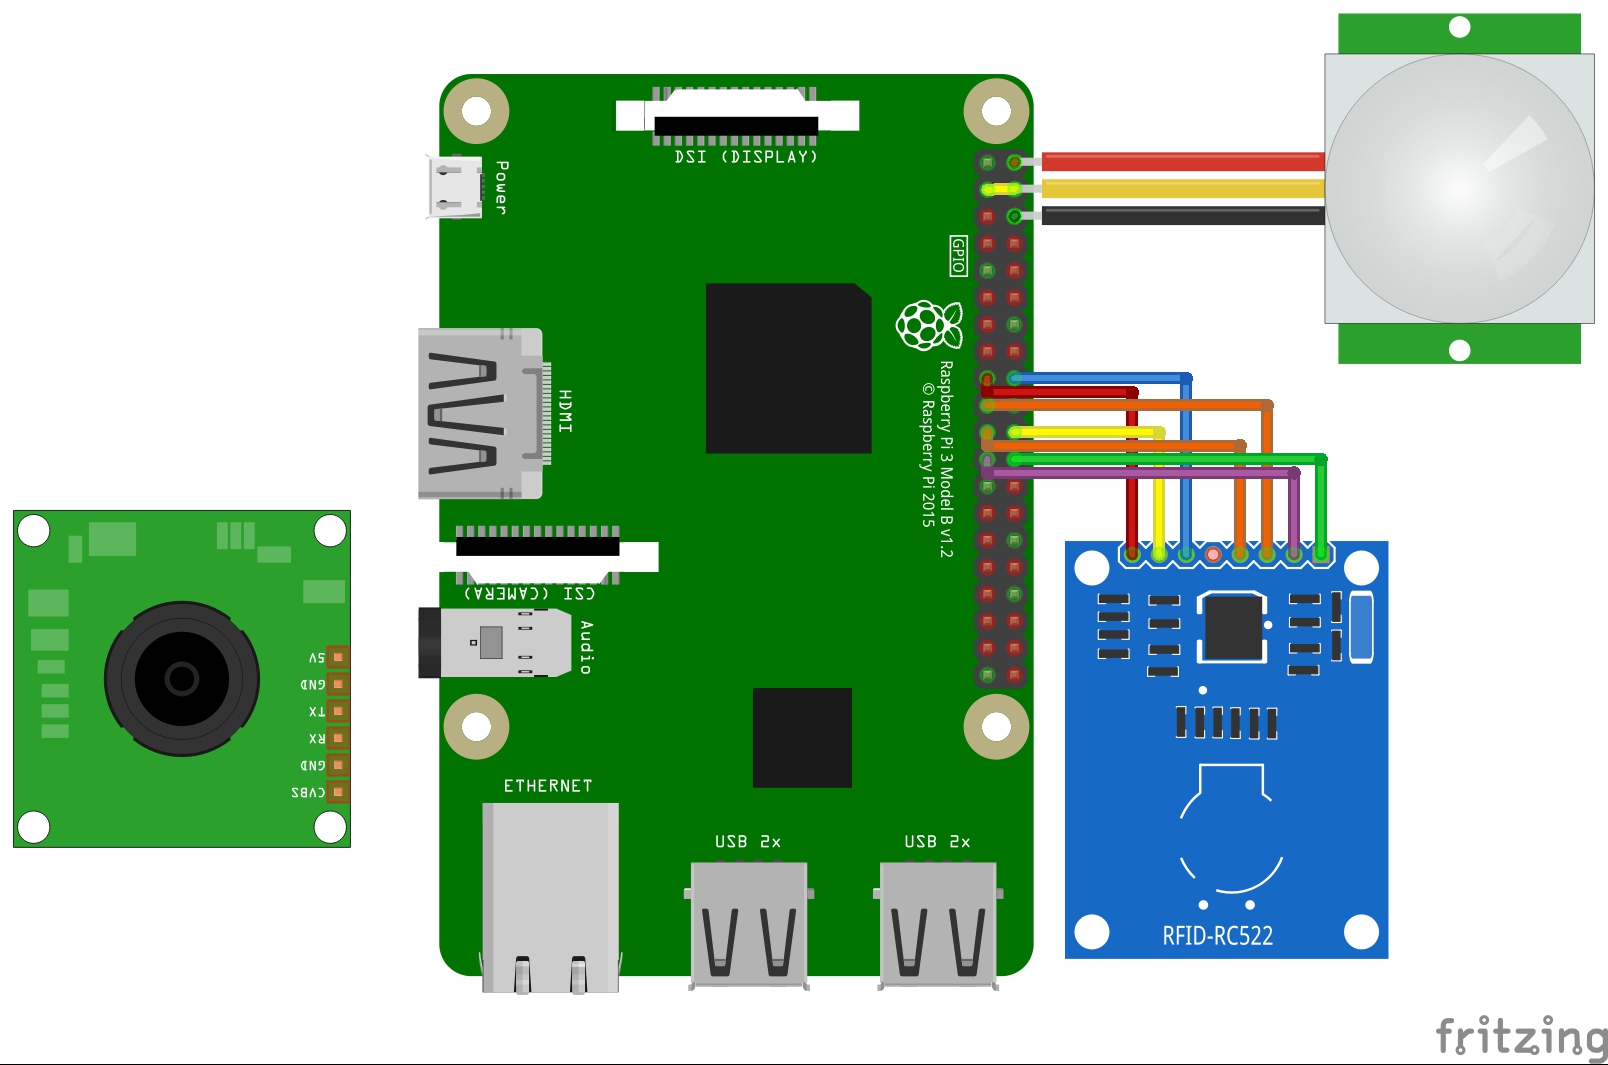 DSI (DISPLAY)
Power
GPIO
HDMI
Raspberry Pi 3 Model B v1.2
© Raspberry Pi 2015
CSI (CAMERA)
Audio
5V
GND
TX
RX
GND
CVBS
ETHERNET
USB 2x
USB 2x
RFID-RC522
fritzing